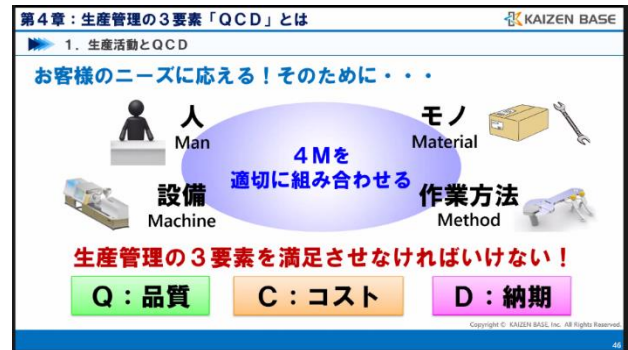 第4章：生産管理の３要素「ＱＣＤ」とは
KAIZEN BASE
１．生産活動とＱＣＤ
お客様のニーズに応える！そのために・・・
人
Man
モノ
Material
４Ｍを
適切に組み合わせる
設備
Machine
作業方法
Method
生産管理の３要素を満足させなければいけない！
Ｑ：品質
Ｃ：コスト
Ｄ：納期
Copyright © KAIZEN BASE, Inc. All Rights Reserved.
46